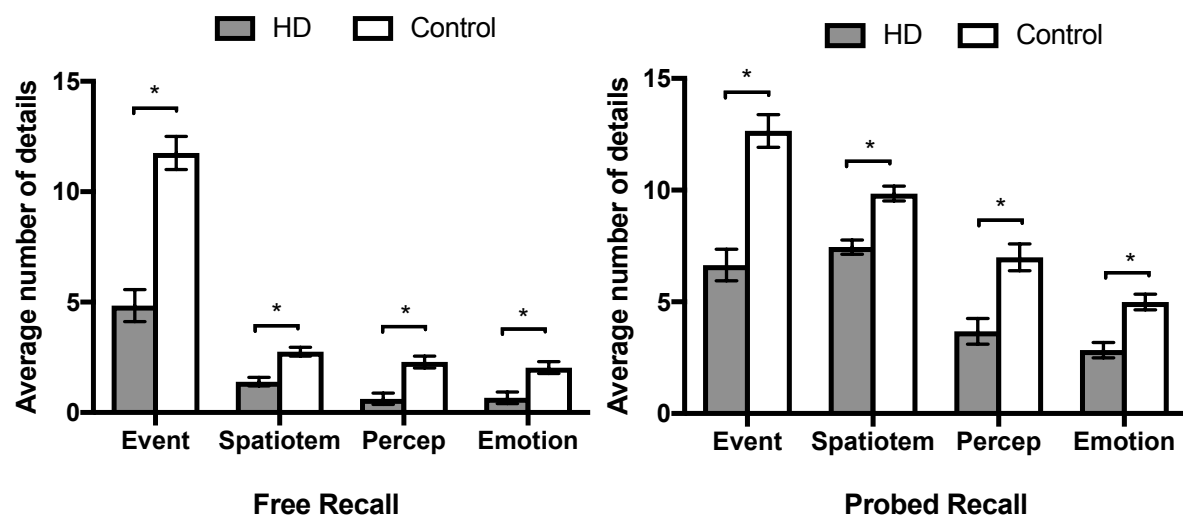 HD Control
Average number of details
15
10
5
0
*
*
*
*
Event Spatiotem Percep Emotion
Free Recall
HD Control
Average number of details
15
10
5
0
*
*
*
*
Event Spatiotem Percep Emotion
Probed Recall